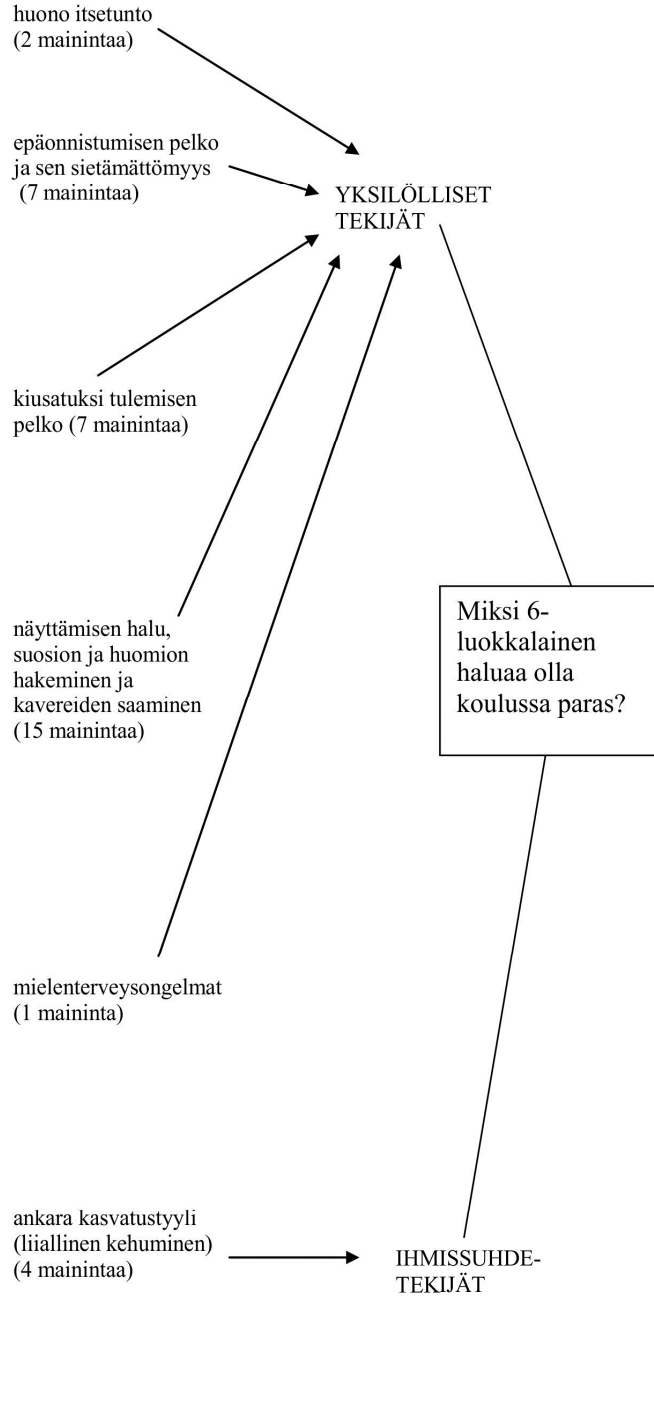 huono itsetunto
(2 mainintaa)
epäonnistumisen pelko
ja sen sietämättömyys
(7 mainintaa)
YKSILÖLLISET
TEKIJÄT
kiusatuksi tulemisen
pelko (7 mainintaa)
Miksi 6-
luokkalainen
haluaa olla
koulussa paras?
näyttämisen halu,
suosion ja huomion
hakeminen ja
kavereiden saaminen
(15 mainintaa)
mielenterveysongelmat
(1 maininta)
ankara kasvatustyyli
(liiallinen kehuminen)
(4 mainintaa)
IHMISSUHDE-
TEKIJÄT